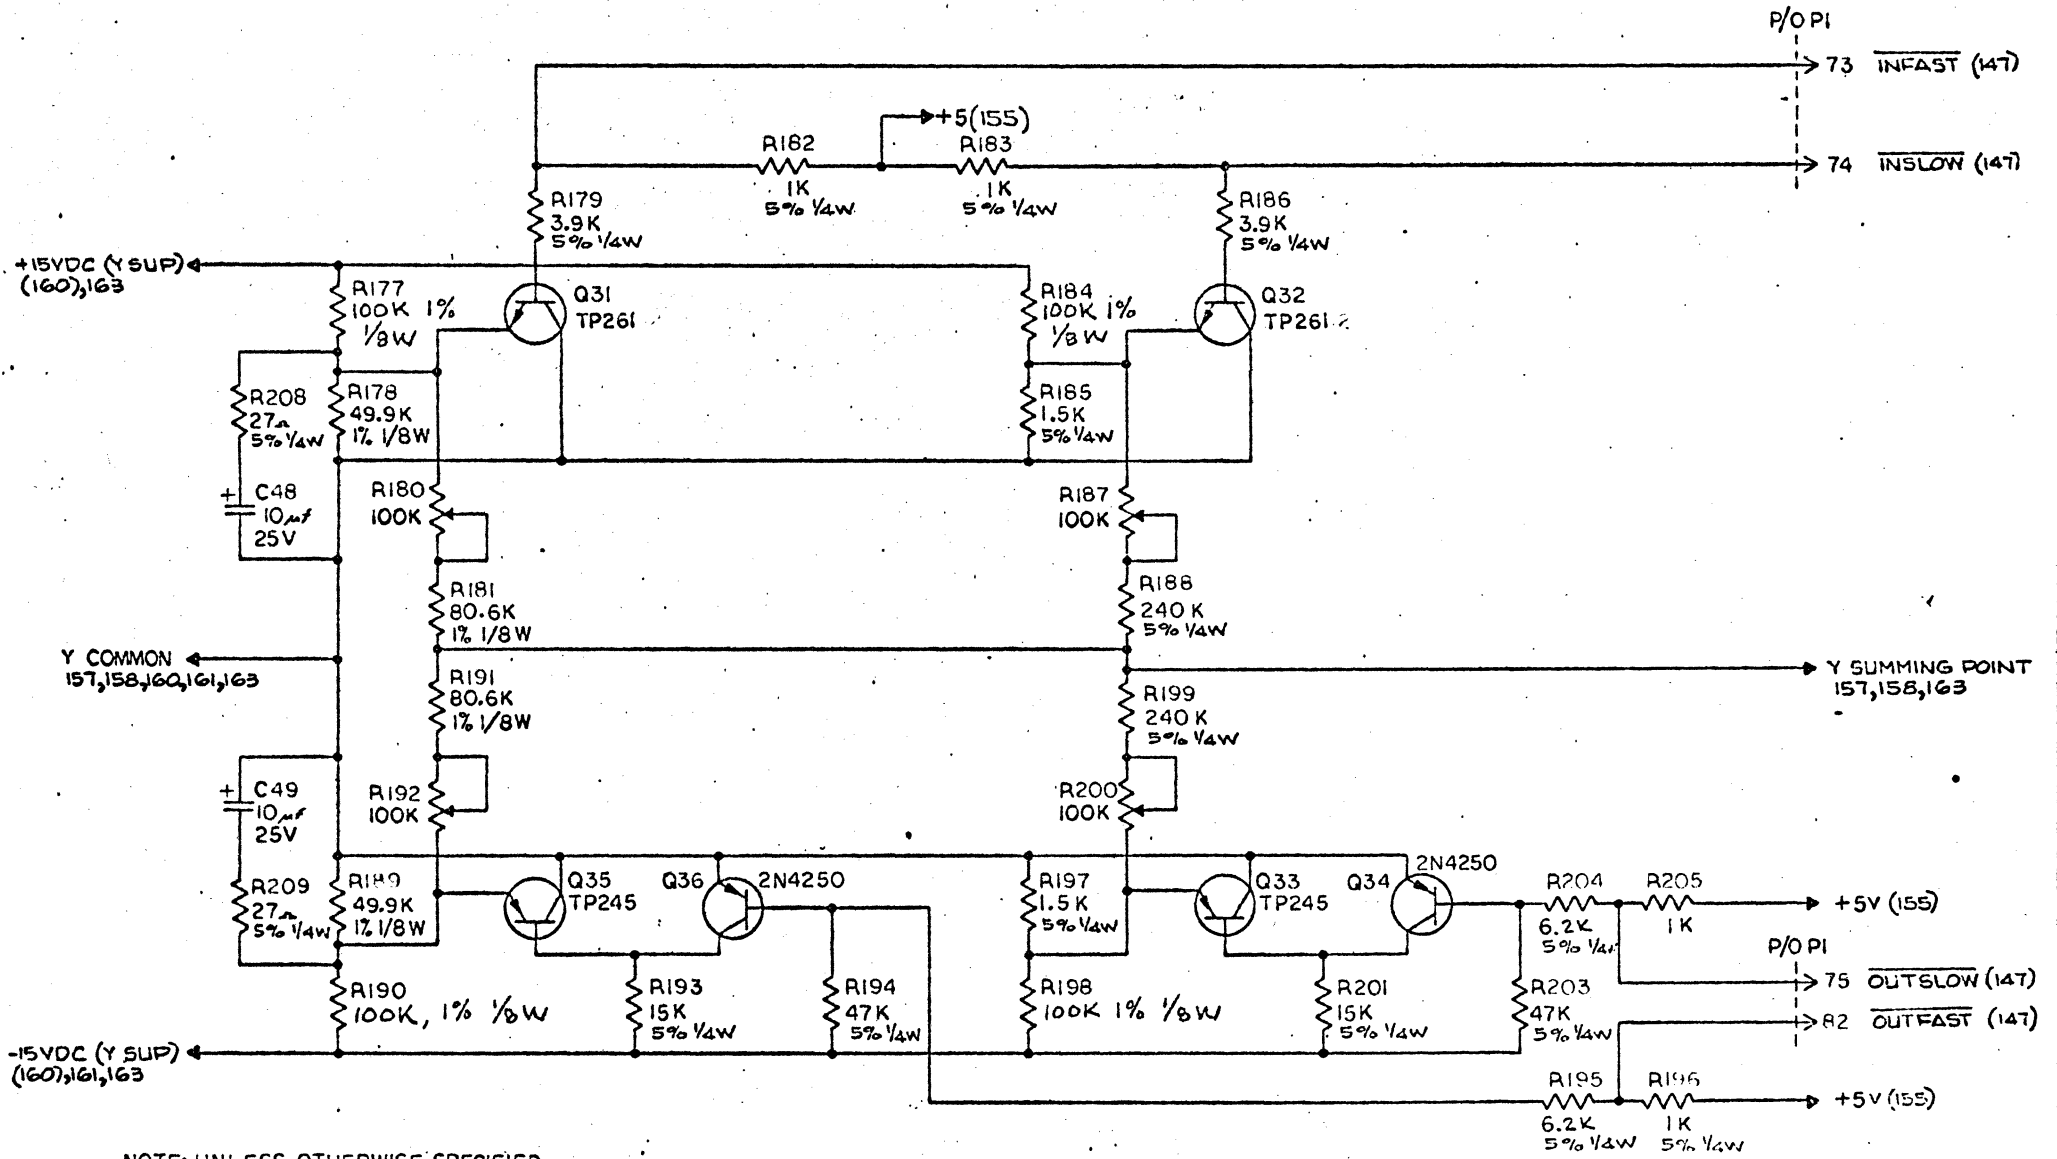 P/O P1
73 INFAST (147)
+5(155)
R182
1K
5% 1/4W
R183
1K
5% 1/4W
74 INSLOW (147)
R179
3.9K
5% 1/4W
R186
3.9K
5% 1/4W
+15VDC (Y SUP)
(160),163
R177
100K 1%
1/8W
Q31
TP261
R184
100K 1%
1/8W
Q32
TP261
R208
27Ω
5% 1/4W
R178
49.9K
1% 1/8W
R185
1.5K
5% 1/4W
+ C48
10µf
25V
R180
100K
R187
100K
R181
80.6K
1% 1/8W
R188
240K
5% 1/4W
Y COMMON
157,158,160,161,163
Y SUMMING POINT
157,158,163
R191
80.6K
1% 1/8W
R199
240K
5% 1/4W
+ C49
10µf
25V
R192
100K
R200
100K
R209
27Ω
5% 1/4W
R189
49.9K
1% 1/8W
Q35
TP245
Q36
2N4250
R197
1.5K
5% 1/4W
Q33
TP245
Q34
2N4250
R204
6.2K
5% 1/4W
R205
1K
+5V (155)
P/O P1
R190
100K, 1% 1/8W
R193
15K
5% 1/4W
R194
47K
5% 1/4W
R198
100K 1% 1/8W
R201
15K
5% 1/4W
R203
47K
5% 1/4W
75 OUTSLOW (147)
82 OUTFAST (147)
-15VDC (Y SUP)
(160),161,163
R195
6.2K
5% 1/4W
R196
1K
5% 1/4W
+5V (155)
NOTE: UNLESS OTHERWISE SPECIFIED